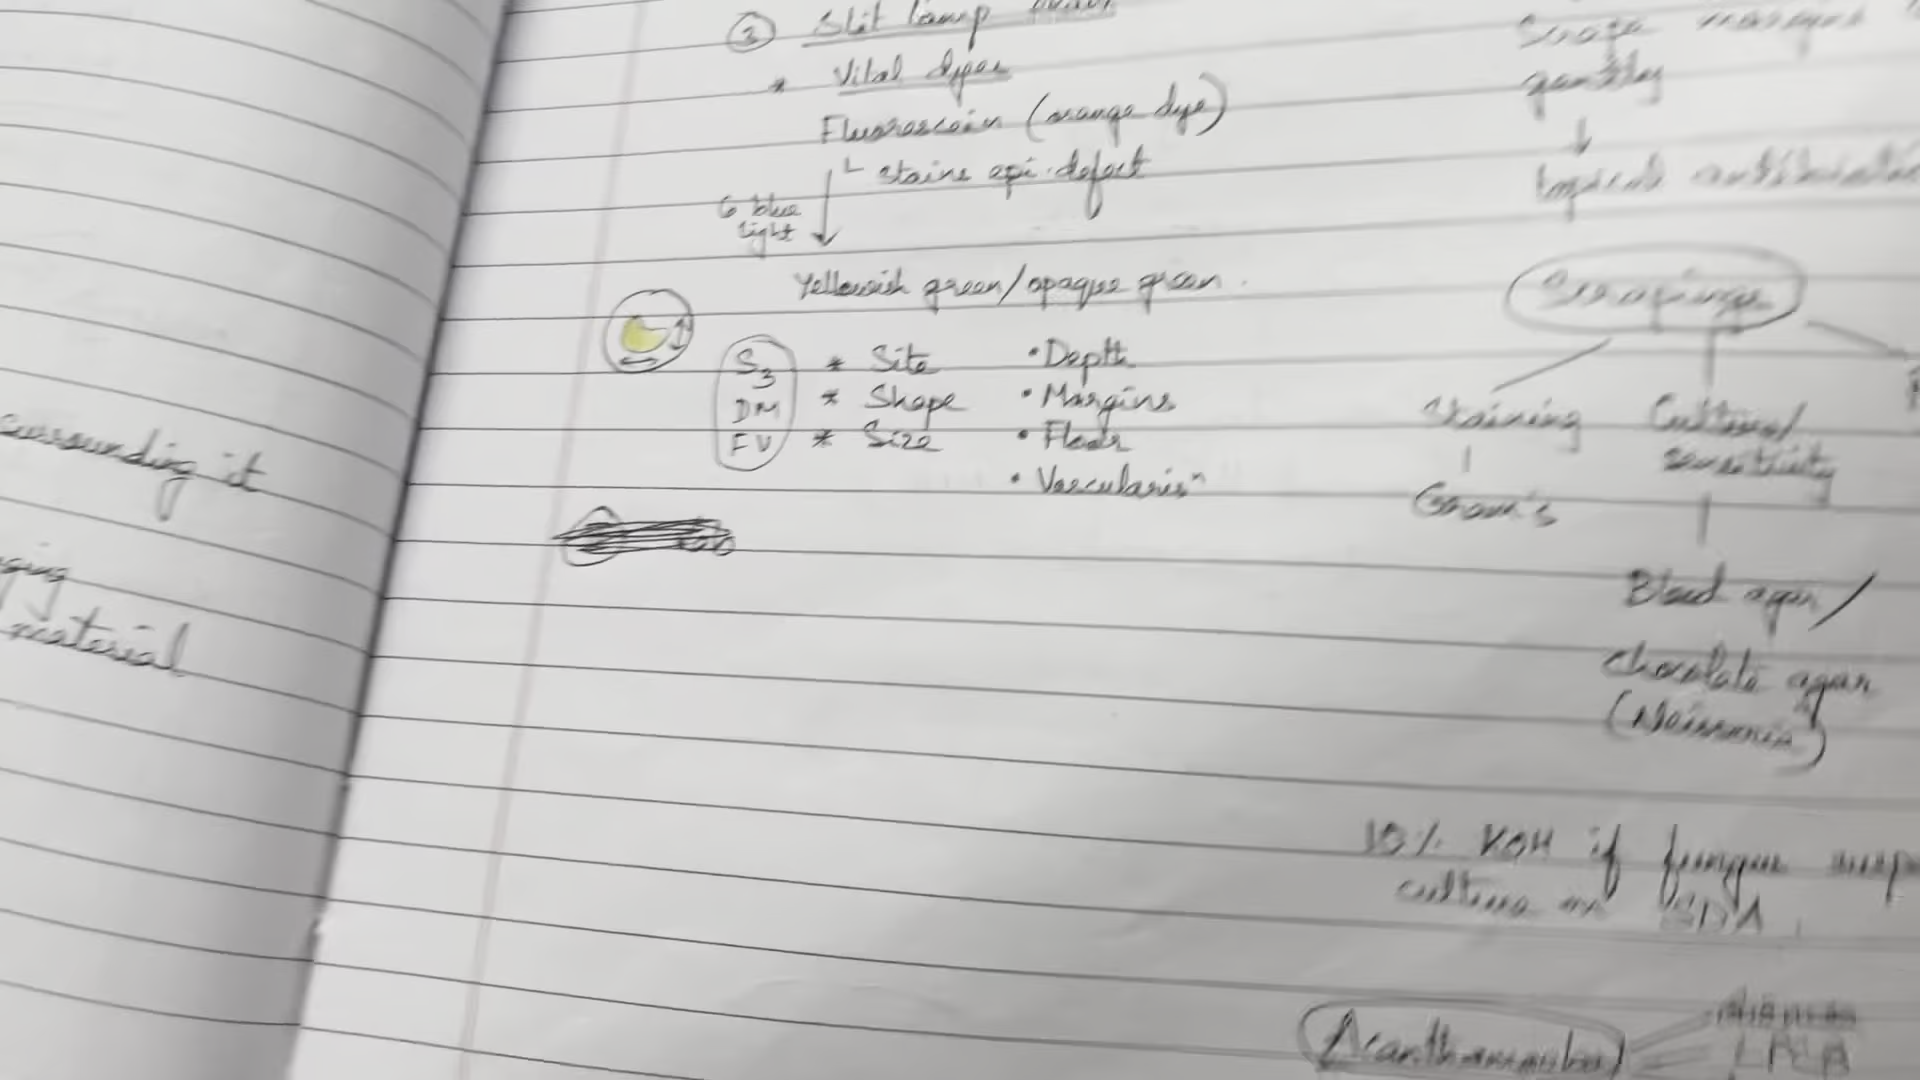 surrounding it
material
③ Slit lamp
* Vital dyes
Fluorescein (orange dye)
└ stains epi. defect
c̄ blue
light
Yellowish green/opaque green.
S3 * Site • Depth
DM * Shape • Margins
FV * Size • Floor
• Vascularisⁿ
Scrape margins
gently
↓
Scrapings
Staining
Culture/
sensitivity
Gram's
Blood agar/
chocolate agar
(Neisseria)
10% KOH if fungus
culture on SDA
Acanthamoeba